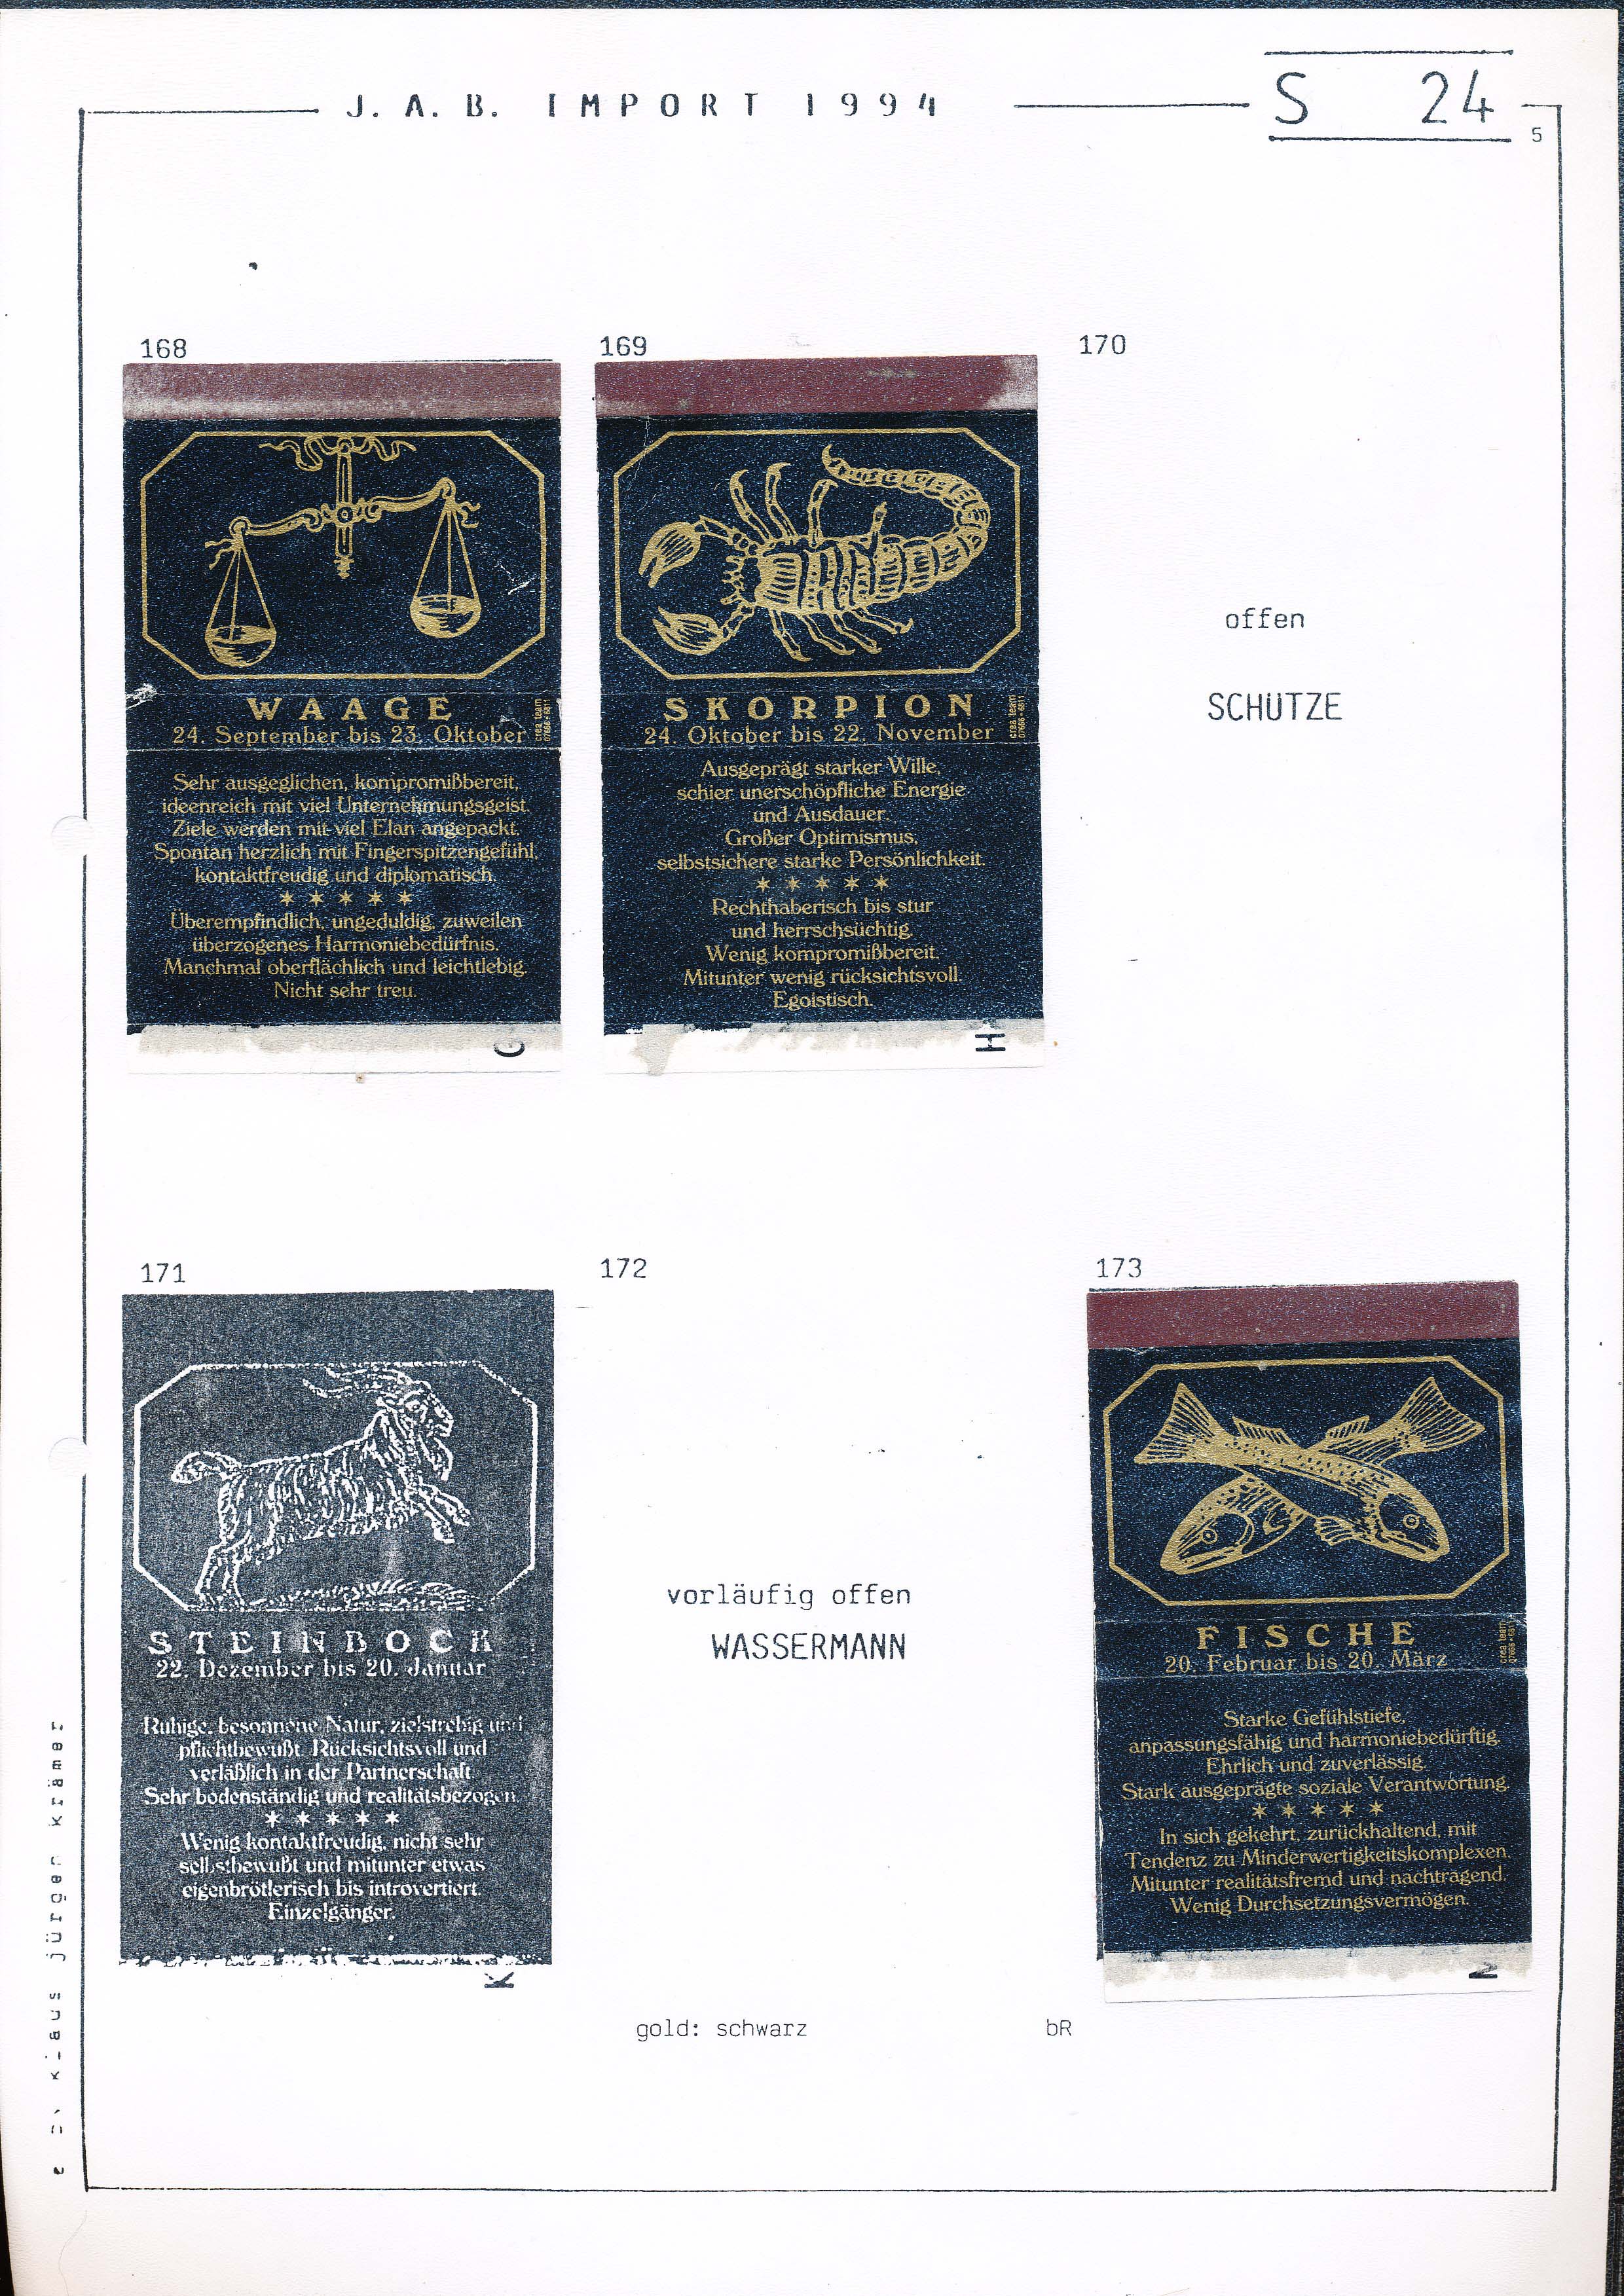 J. A. B. IMPORT 1994
S 24
5
168
WAAGE
24. September bis 23. Oktober
crea team
Sehr ausgeglichen, kompromißbereit,
ideenreich mit viel Unternehmungsgeist.
Ziele werden mit viel Elan angepackt.
Spontan herzlich mit Fingerspitzengefühl,
kontaktfreudig und diplomatisch.
★ ★ ★ ★ ★
Überempfindlich, ungeduldig, zuweilen
überzogenes Harmoniebedürfnis.
Manchmal oberflächlich und leichtlebig.
Nicht sehr treu.
G
169
SKORPION
24. Oktober bis 22. November
crea team
Ausgeprägt starker Wille,
schier unerschöpfliche Energie
und Ausdauer.
Großer Optimismus,
selbstsichere starke Persönlichkeit.
★ ★ ★ ★ ★
Rechthaberisch bis stur
und herrschsüchtig.
Wenig kompromißbereit.
Mitunter wenig rücksichtsvoll.
Egoistisch.
H
170
offen
SCHÜTZE
171
STEINBOCK
22. Dezember bis 20. Januar
Ruhige, besonnene Natur, zielstrebig und
pflichtbewußt. Rücksichtsvoll und
verläßlich in der Partnerschaft.
Sehr bodenständig und realitätsbezogen.
★ ★ ★ ★ ★
Wenig kontaktfreudig, nicht sehr
selbstbewußt und mitunter etwas
eigenbrötlerisch bis introvertiert.
Einzelgänger.
K
172
vorläufig offen
WASSERMANN
173
FISCHE
20. Februar bis 20. März
crea team
Starke Gefühlstiefe,
anpassungsfähig und harmoniebedürftig.
Ehrlich und zuverlässig.
Stark ausgeprägte soziale Verantwortung.
★ ★ ★ ★ ★
In sich gekehrt, zurückhaltend, mit
Tendenz zu Minderwertigkeitskomplexen.
Mitunter realitätsfremd und nachtragend.
Wenig Durchsetzungsvermögen.
gold: schwarz
bR
klaus jürgen krämer